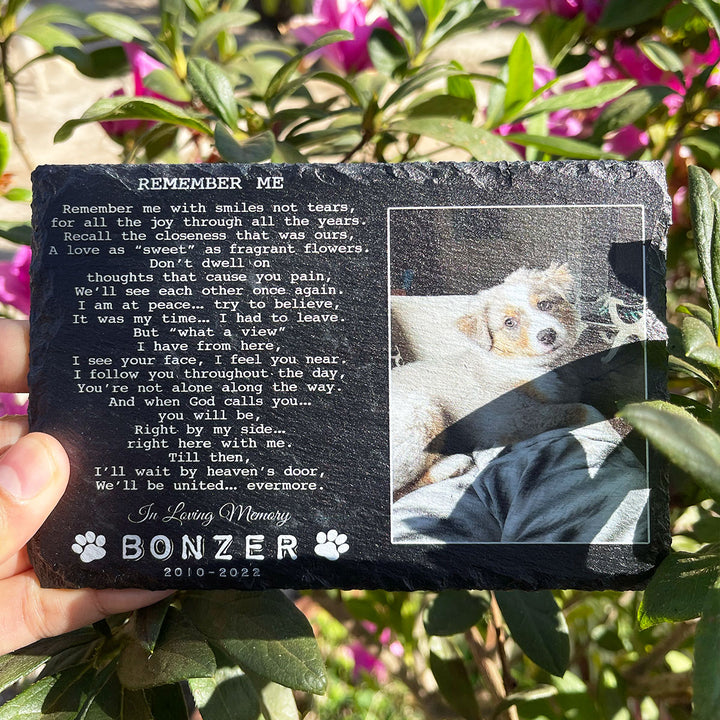 REMEMBER ME
Remember me with smiles not tears,
for all the joy through all the years.
Recall the closeness that was ours,
A love as “sweet” as fragrant flowers.
Don’t dwell on
thoughts that cause you pain,
We’ll see each other once again.
I am at peace… try to believe,
It was my time… I had to leave.
But “what a view”
I have from here,
I see your face, I feel you near.
I follow you throughout the day,
You’re not alone along the way.
And when God calls you…
you will be,
Right by my side…
right here with me.
Till then,
I’ll wait by heaven’s door,
We’ll be united… evermore.
In Loving Memory
BONZER
2010-2022